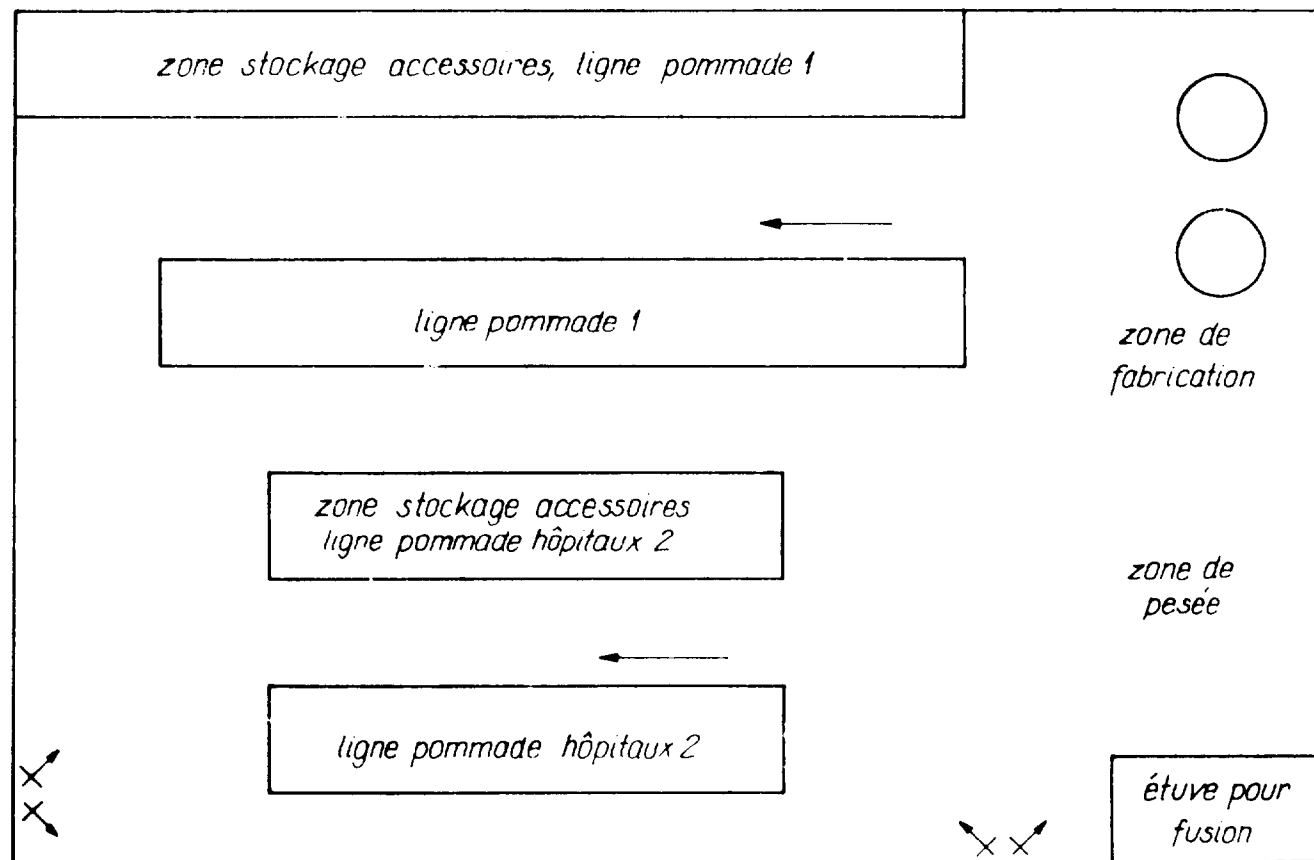 zone stockage accessoires, ligne pommade 1
ligne pommade 1
zone de
fabrication
zone stockage accessoires
ligne pommade hôpitaux 2
zone de
pesée
ligne pommade hôpitaux 2
étuve pour
fusion